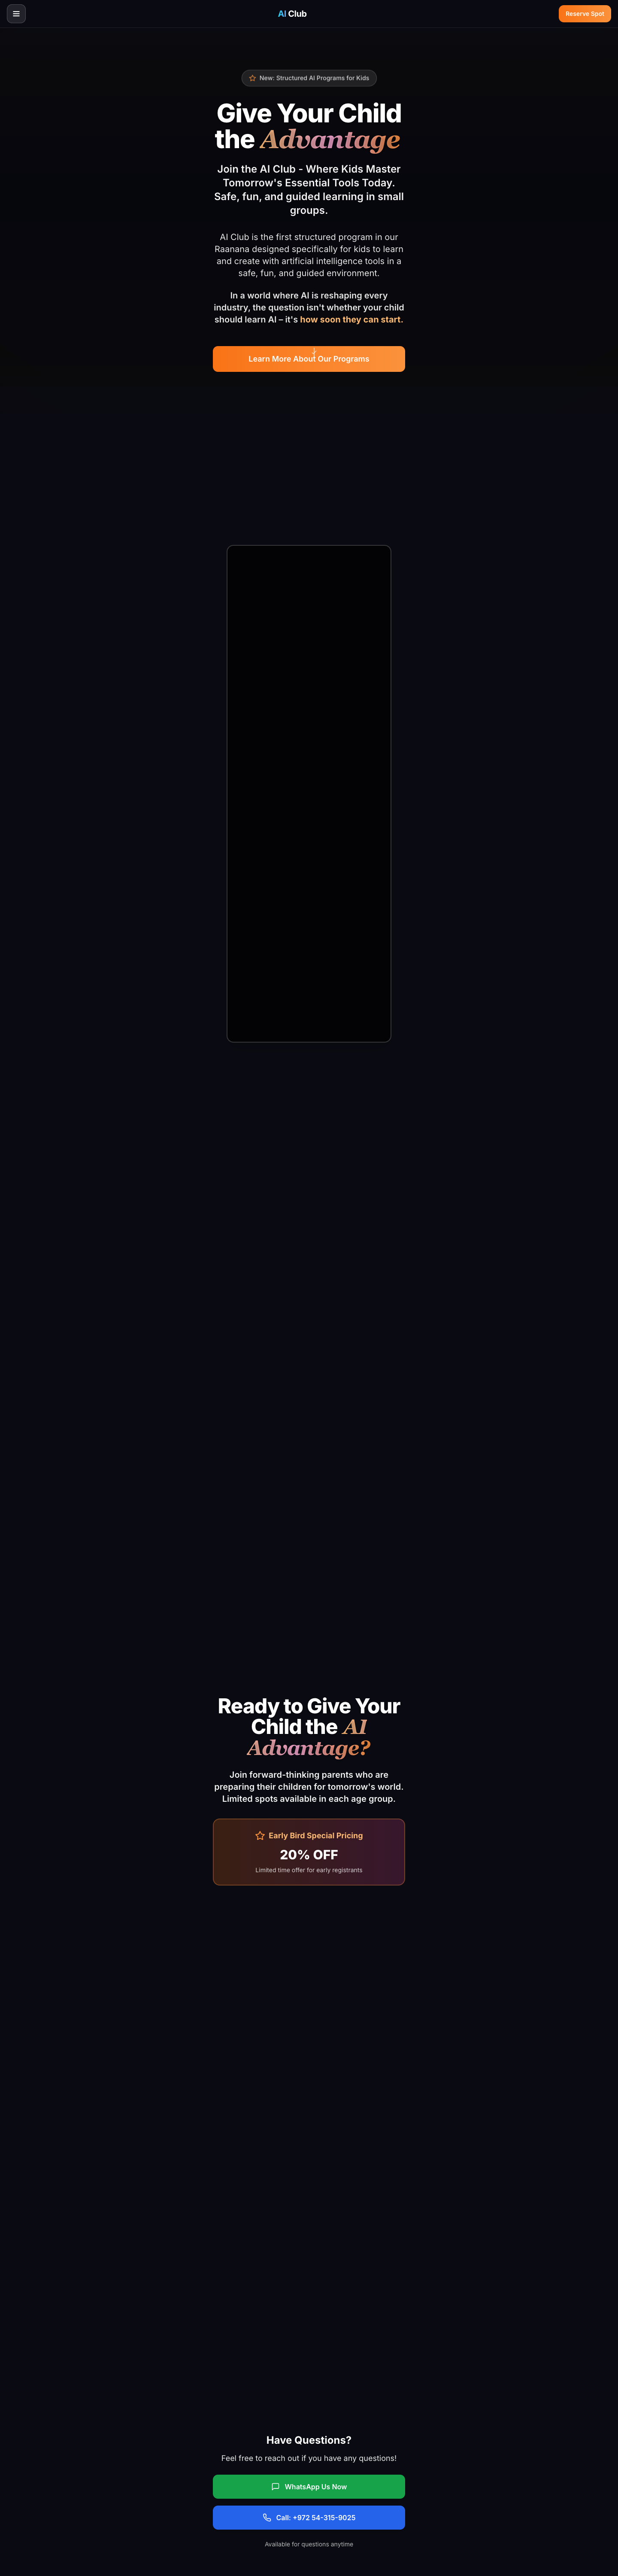 AI Club
Reserve Spot
New: Structured AI Programs for Kids
Give Your Child
the Advantage
Join the AI Club - Where Kids Master
Tomorrow's Essential Tools Today.
Safe, fun, and guided learning in small
groups.
AI Club is the first structured program in our
Raanana designed specifically for kids to learn
and create with artificial intelligence tools in a
safe, fun, and guided environment.
In a world where AI is reshaping every
industry, the question isn't whether your child
should learn AI – it's how soon they can start.
Learn More About Our Programs
Ready to Give Your
Child the AI
Advantage?
Join forward-thinking parents who are
preparing their children for tomorrow's world.
Limited spots available in each age group.
Early Bird Special Pricing
20% OFF
Limited time offer for early registrants
Have Questions?
Feel free to reach out if you have any questions!
WhatsApp Us Now
Call: +972 54-315-9025
Available for questions anytime